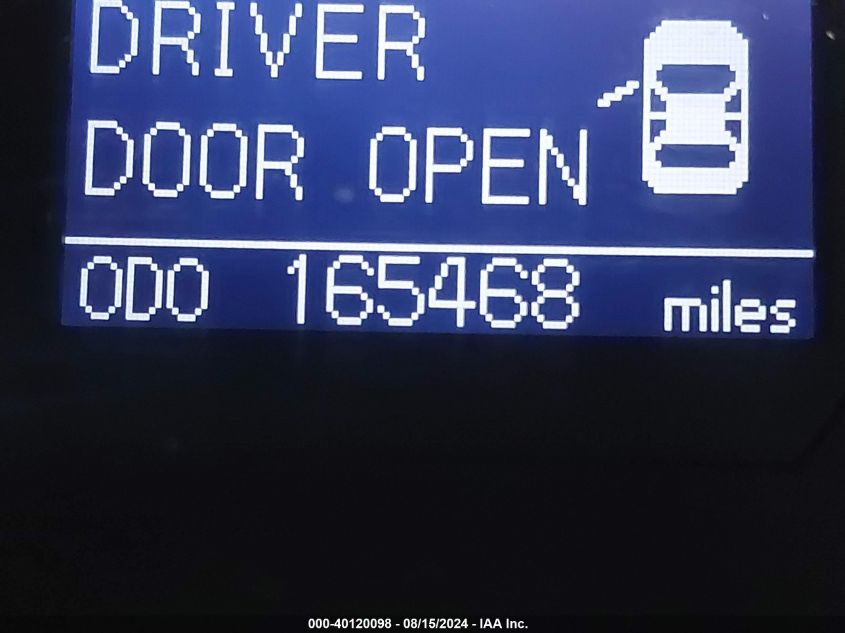 DRIVER
DOOR OPEN
ODO 165468 miles
000-40120098 - 08/15/2024 - IAA Inc.